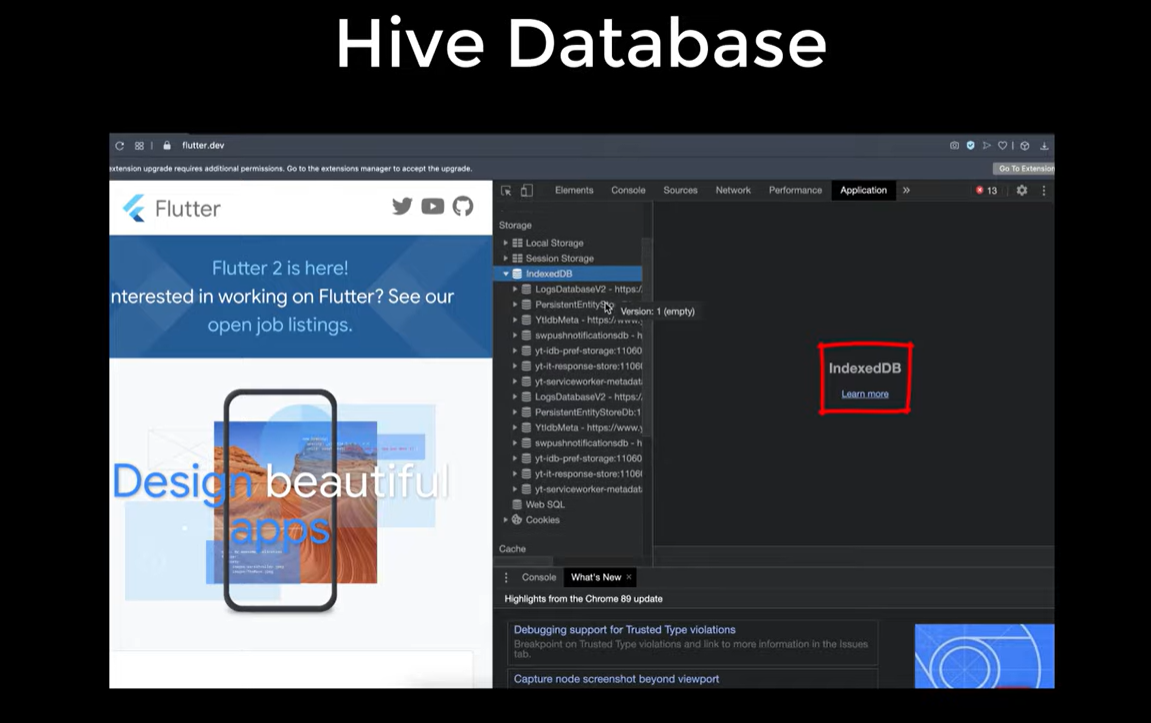 Hive Database
flutter.dev
extension upgrade requires additional permissions. Go to the extensions manager to accept the upgrade.
Go To Extension
Flutter
Flutter 2 is here!
nterested in working on Flutter? See our
open job listings.
Design beautiful
apps
Elements Console Sources Network Performance Application » 13
Storage
Local Storage
Session Storage
IndexedDB
LogsDatabaseV2 - https:/
PersistentEntitySto
Version: 1 (empty)
YtIdbMeta - https://www.
swpushnotificationsdb - h
yt-idb-pref-storage:11060
yt-it-response-store:1106
yt-serviceworker-metadat
LogsDatabaseV2 - https:/
PersistentEntityStoreDb:1
YtIdbMeta - https://www.y
swpushnotificationsdb - h
yt-idb-pref-storage:11060
yt-it-response-store:1106
yt-serviceworker-metadat
Web SQL
Cookies
Cache
IndexedDB
Learn more
Console What's New ×
Highlights from the Chrome 89 update
Debugging support for Trusted Type violations
Breakpoint on Trusted Type violations and link to more information in the Issues
tab.
Capture node screenshot beyond viewport